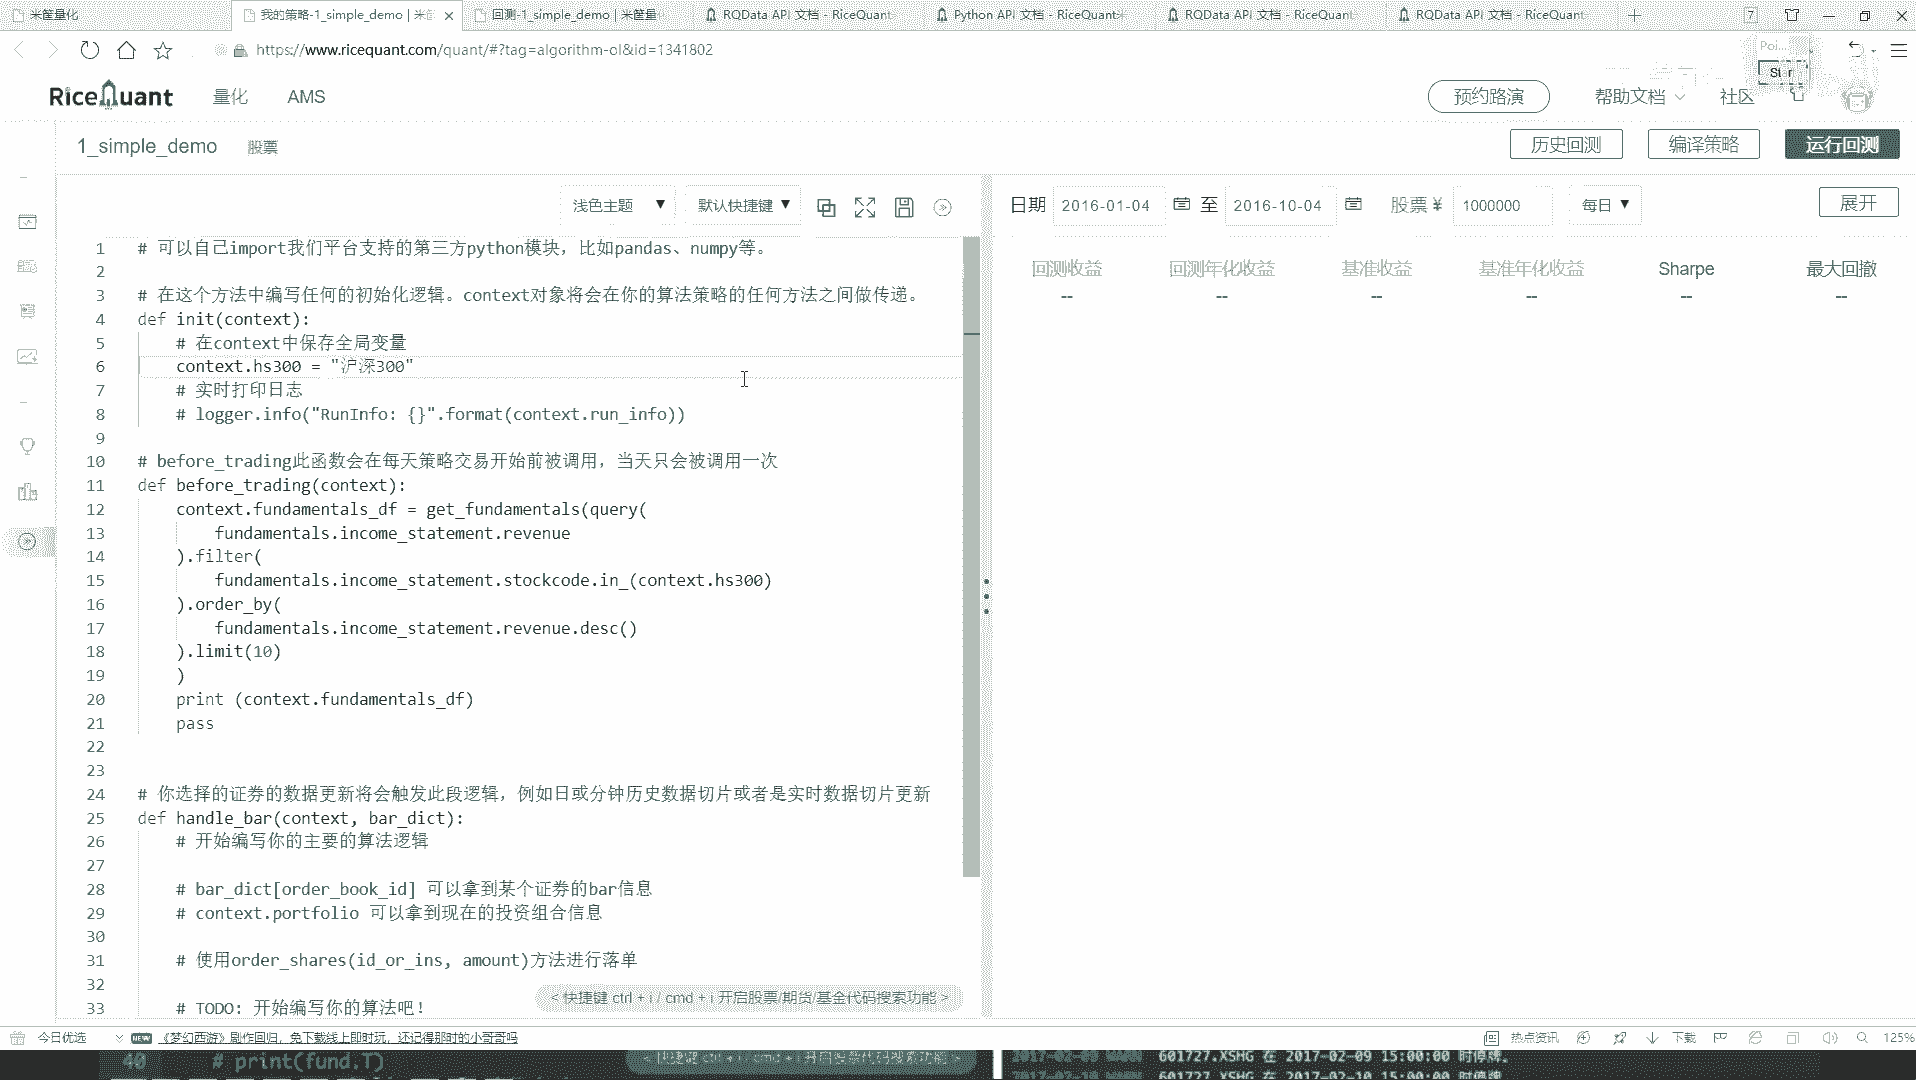 米筐量化
我的策略-1_simple_demo | 米筐
回测-1_simple_demo | 米筐量
RQData API 文档 - RiceQuant
Python API 文档 - RiceQuant
RQData API 文档 - RiceQuant
RQData API 文档 - RiceQuant
7
https://www.ricequant.com/quant/#?tag=algorithm-ol&id=1341802
Poi...
RiceQuant
量化
AMS
预约路演
帮助文档
社区
1_simple_demo
股票
历史回测
编译策略
运行回测
浅色主题 ▼
默认快捷键 ▼
日期
2016-01-04
至
2016-10-04
股票 ¥
1000000
每日 ▼
展开
回测收益
回测年化收益
基准收益
基准年化收益
Sharpe
最大回撤
--
--
--
--
--
--
1 # 可以自己import我们平台支持的第三方python模块，比如pandas、numpy等。
2
3 # 在这个方法中编写任何的初始化逻辑。context对象将会在你的算法策略的任何方法之间做传递。
4 def init(context):
5 # 在context中保存全局变量
6 context.hs300 = "沪深300"
7 # 实时打印日志
8 # logger.info("RunInfo: {}".format(context.run_info))
9
10 # before_trading此函数会在每天策略交易开始前被调用，当天只会被调用一次
11 def before_trading(context):
12 context.fundamentals_df = get_fundamentals(query(
13 fundamentals.income_statement.revenue
14 ).filter(
15 fundamentals.income_statement.stockcode.in_(context.hs300)
16 ).order_by(
17 fundamentals.income_statement.revenue.desc()
18 ).limit(10)
19 )
20 print (context.fundamentals_df)
21 pass
22
23
24 # 你选择的证券的数据更新将会触发此段逻辑，例如日或分钟历史数据切片或者是实时数据切片更新
25 def handle_bar(context, bar_dict):
26 # 开始编写你的主要的算法逻辑
27
28 # bar_dict[order_book_id] 可以拿到某个证券的bar信息
29 # context.portfolio 可以拿到现在的投资组合信息
30
31 # 使用order_shares(id_or_ins, amount)方法进行落单
32
33 # TODO: 开始编写你的算法吧！
< 快捷键 ctrl + i / cmd + i 开启股票/期货/基金代码搜索功能 >
今日优选
NEW
《梦幻西游》剧作回归，免下载线上即时玩，还记得那时的小哥哥吗
热点资讯
下载
125%
40 # print(fund.T)
2017-02-09 WARN 601727.XSHG 在 2017-02-09 15:00:00 时停牌。
2017-02-10 WARN 601727.XSHG 在 2017-02-10 15:00:00 时停牌